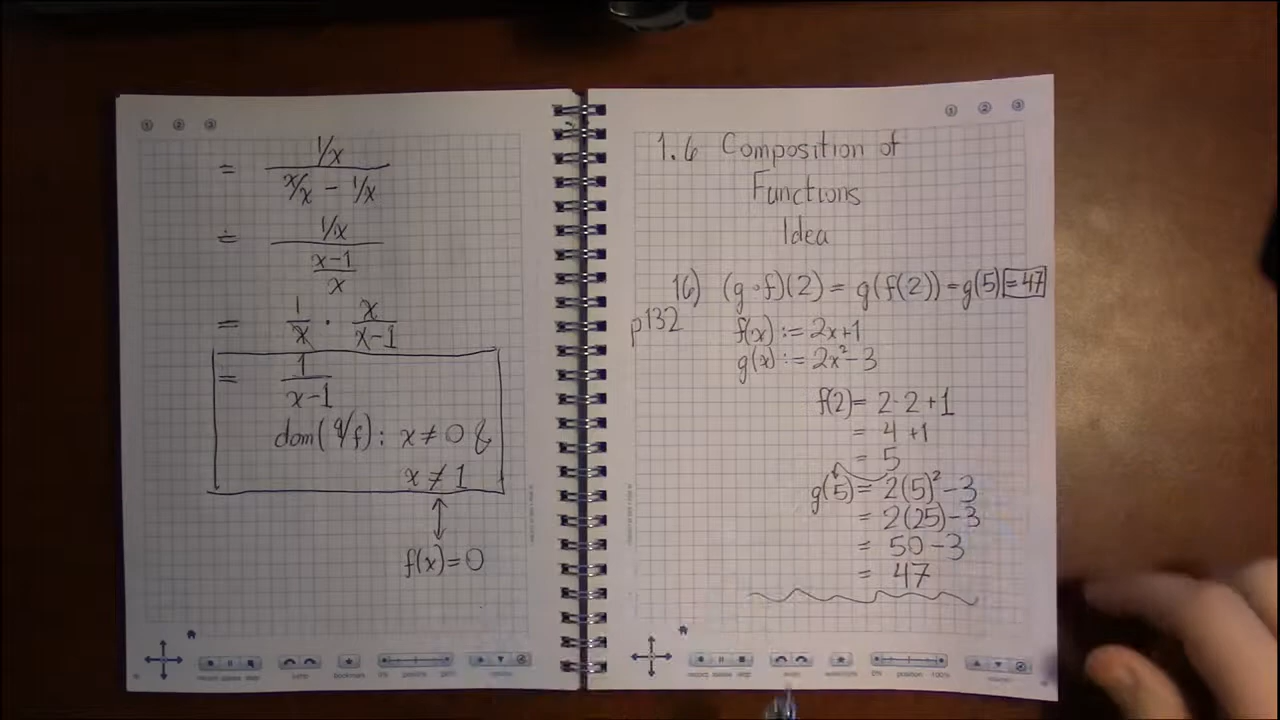 = 1/x / (x/x - 1/x)
= 1/x / ((x-1)/x)
= 1/x · x/(x-1)
= 1/(x-1)
dom(g/f): x ≠ 0 &
x ≠ 1
↕
f(x)=0
1.6 Composition of
Functions
Idea
16) (g∘f)(2) = g(f(2)) = g(5) = 47
p132
f(x) := 2x+1
g(x) := 2x²-3
f(2) = 2·2+1
= 4+1
= 5
g(5) = 2(5)²-3
= 2(25)-3
= 50-3
= 47